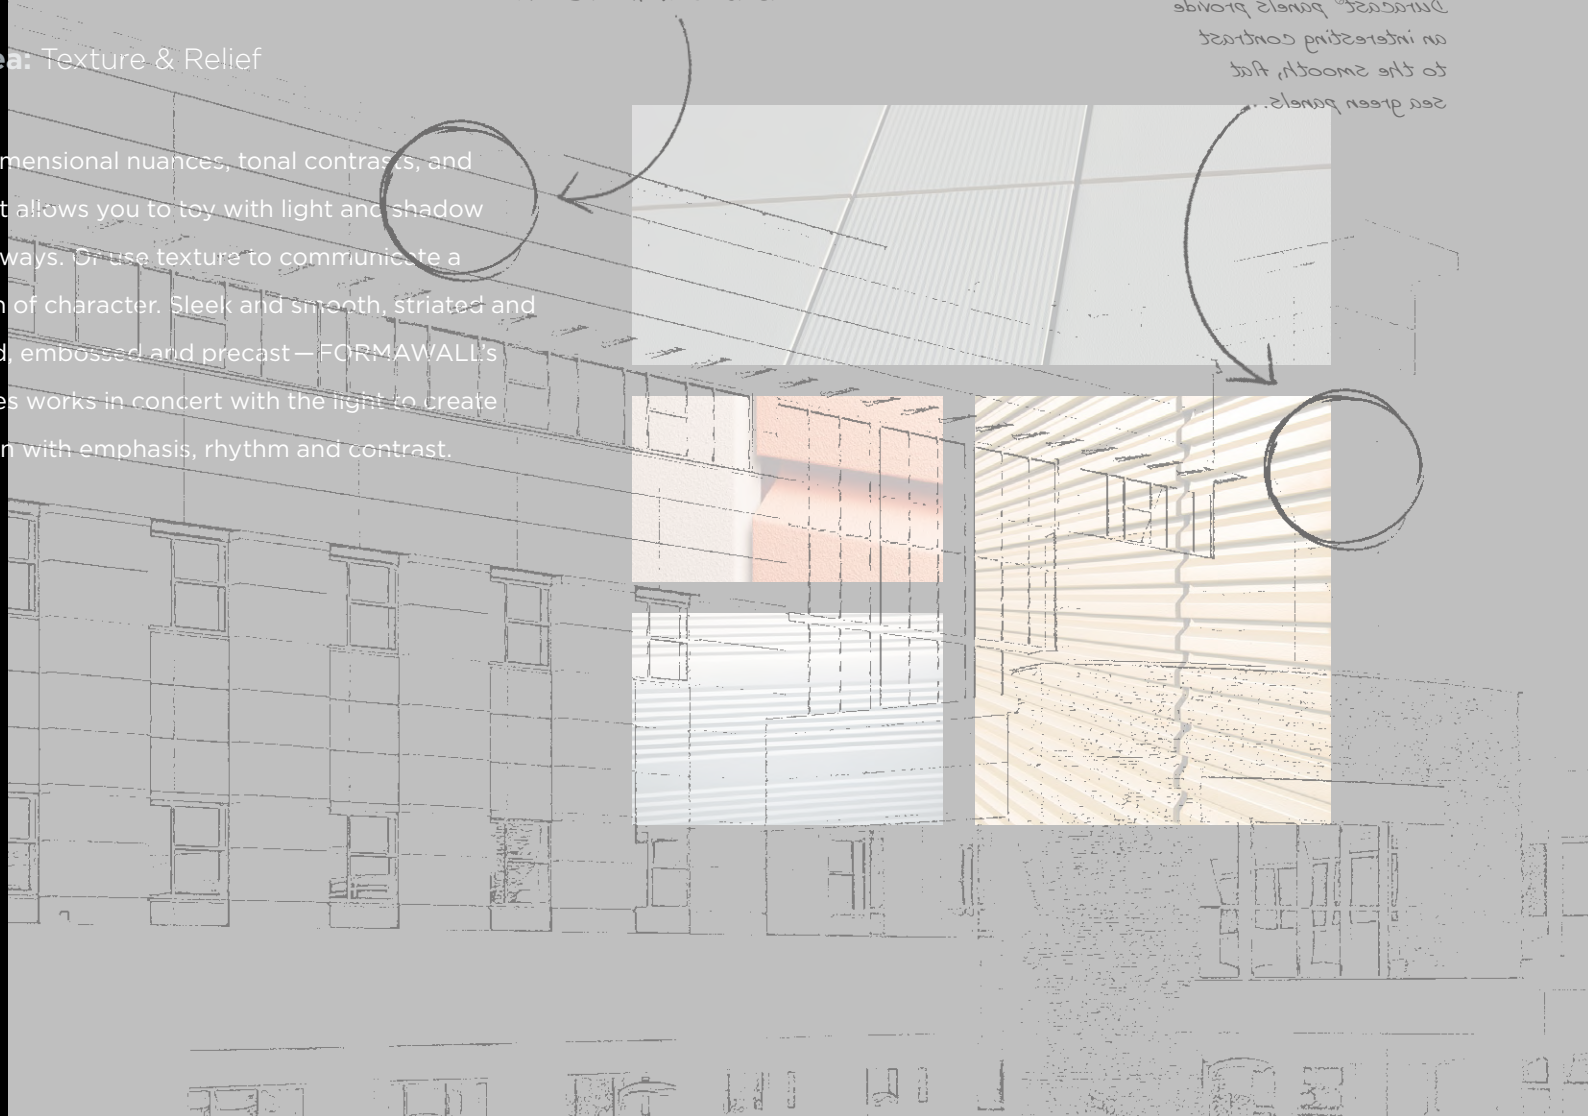 ea: Texture & Relief
mensional nuances, tonal contrasts, and
t allows you to toy with light and shadow
ways. Or use texture to communicate a
n of character. Sleek and smooth, striated and
d, embossed and precast — FORMAWALL's
es works in concert with the light to create
n with emphasis, rhythm and contrast.
Duracast® panels provide
an interesting contrast
to the smooth, flat
sea green panels...